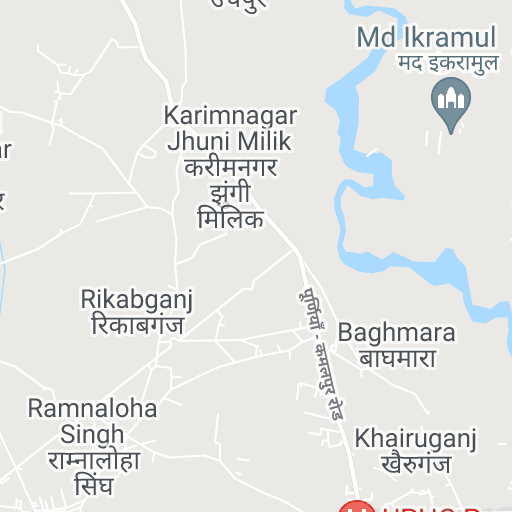 Md Ikramul
मद इकरामुल
Karimnagar
Jhuni Milik
करीमनगर
झुंगी
मिलिक
Rikabganj
रिकाबगंज
पूर्णियाँ - कमलपुर रोड
Baghmara
बाघमारा
Ramnaloha
Singh
राम्नालोहा
सिंघ
Khairuganj
खैरुगंज